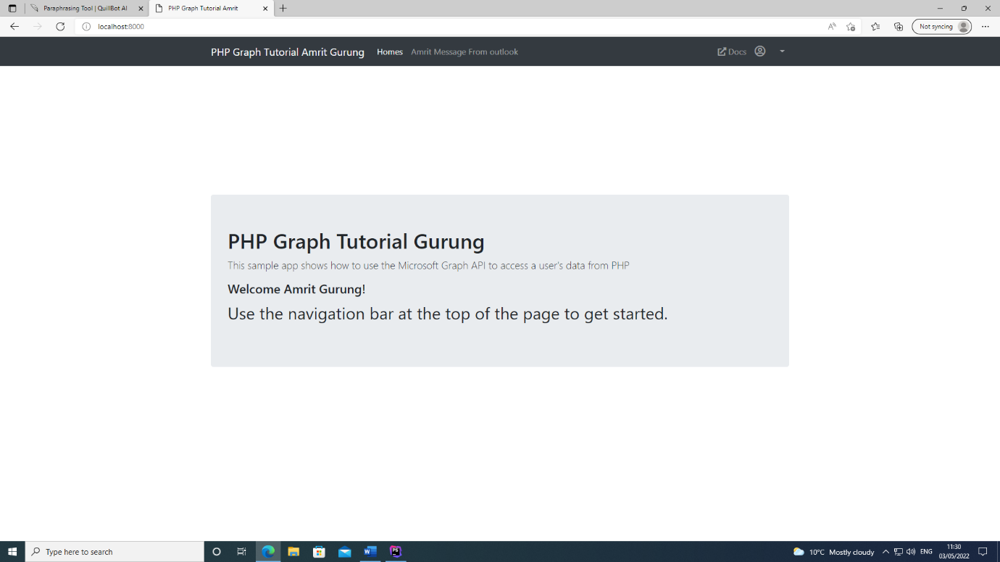 Paraphrasing Tool | QuillBot AI
PHP Graph Tutorial Amrit
localhost:8000
Not syncing
PHP Graph Tutorial Amrit Gurung Homes Amrit Message From outlook Docs
PHP Graph Tutorial Gurung
This sample app shows how to use the Microsoft Graph API to access a user's data from PHP
Welcome Amrit Gurung!
Use the navigation bar at the top of the page to get started.
Type here to search
W
PS
10°C Mostly cloudy
ENG
11:30
03/05/2022